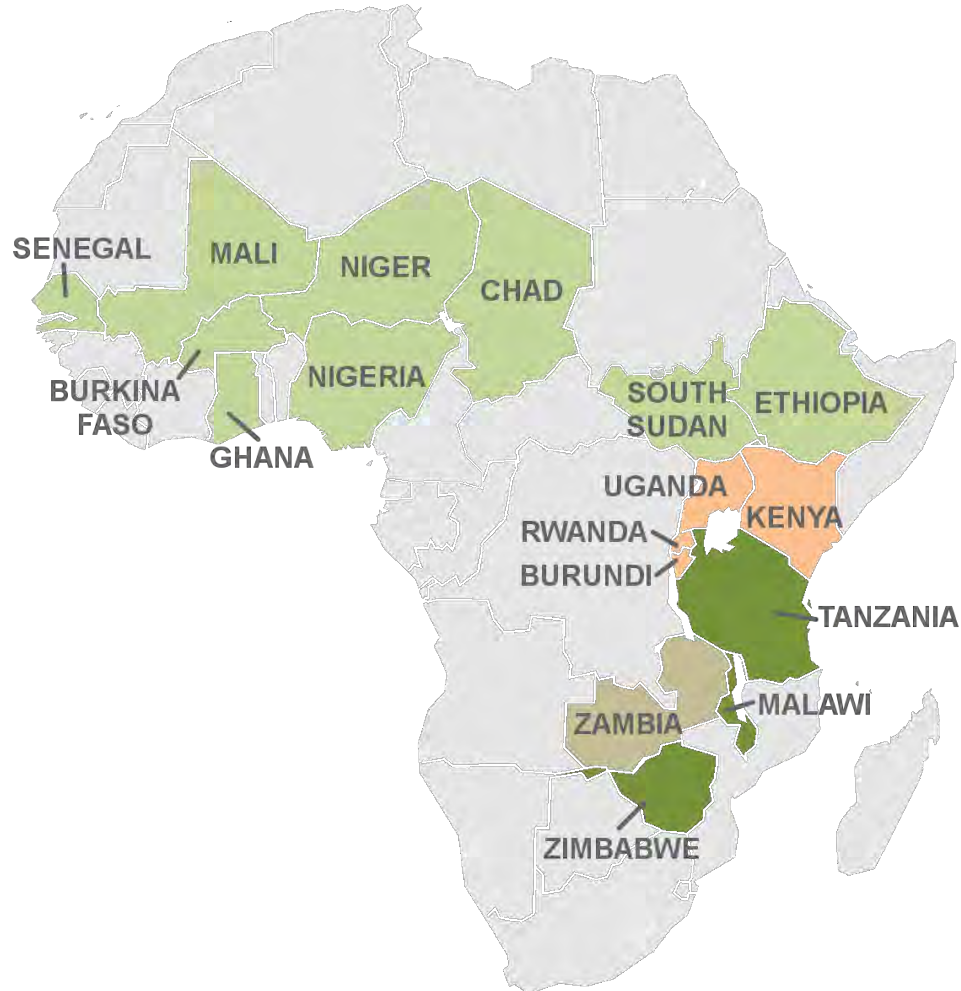 SENEGAL
MALI
NIGER
CHAD
NIGERIA
BURKINA
FASO
GHANA
SOUTH
SUDAN
ETHIOPIA
UGANDA
KENYA
RWANDA
BURUNDI
TANZANIA
MALAWI
ZAMBIA
ZIMBABWE